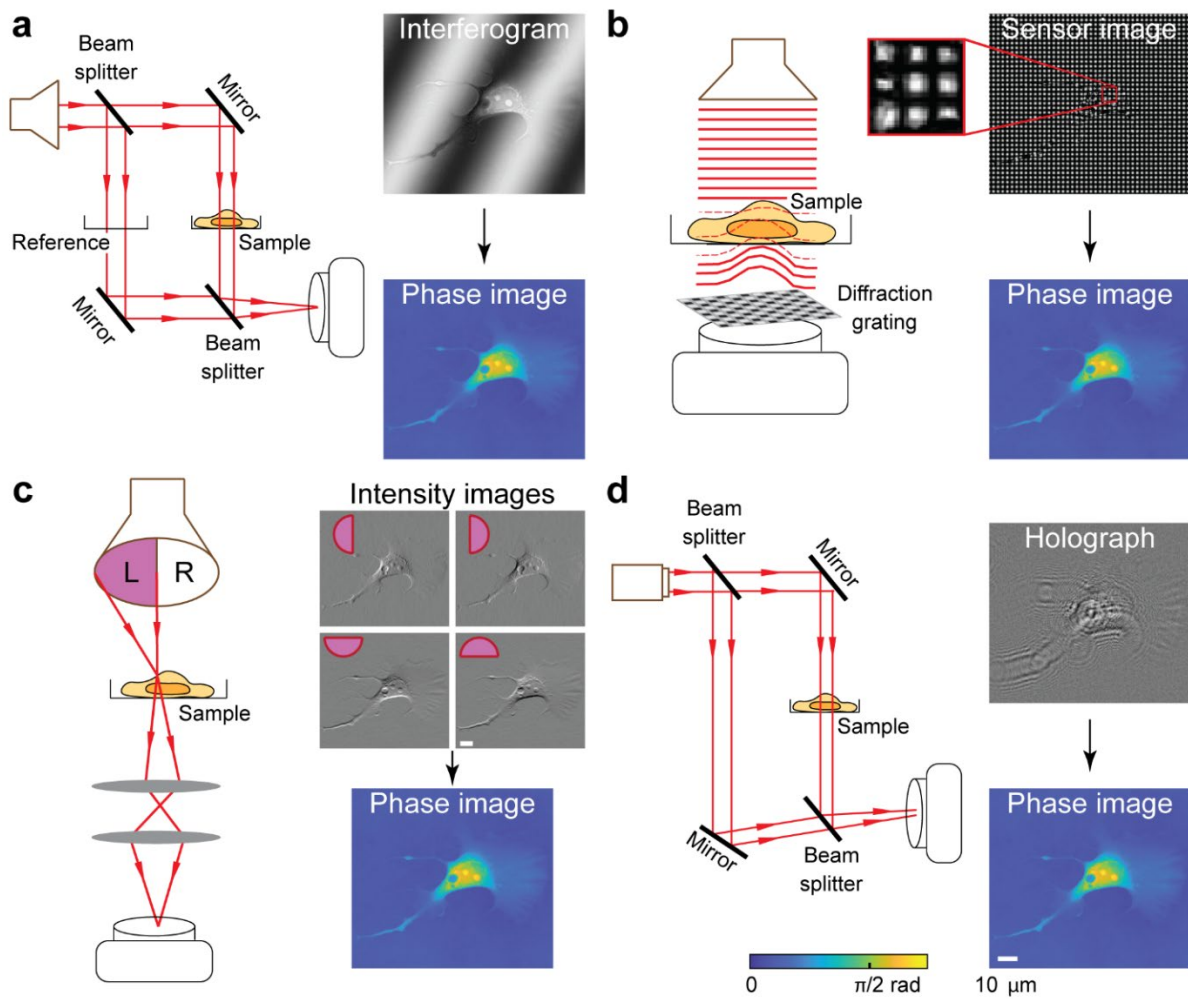 a
Beam
splitter
Mirror
Interferogram
Reference
Sample
Mirror
Beam
splitter
Phase image
b
Sensor image
Sample
Diffraction
grating
Phase image
c
L
R
Sample
Intensity images
Phase image
d
Beam
splitter
Mirror
Holograph
Sample
Mirror
Beam
splitter
Phase image
0
π/2 rad
10 µm